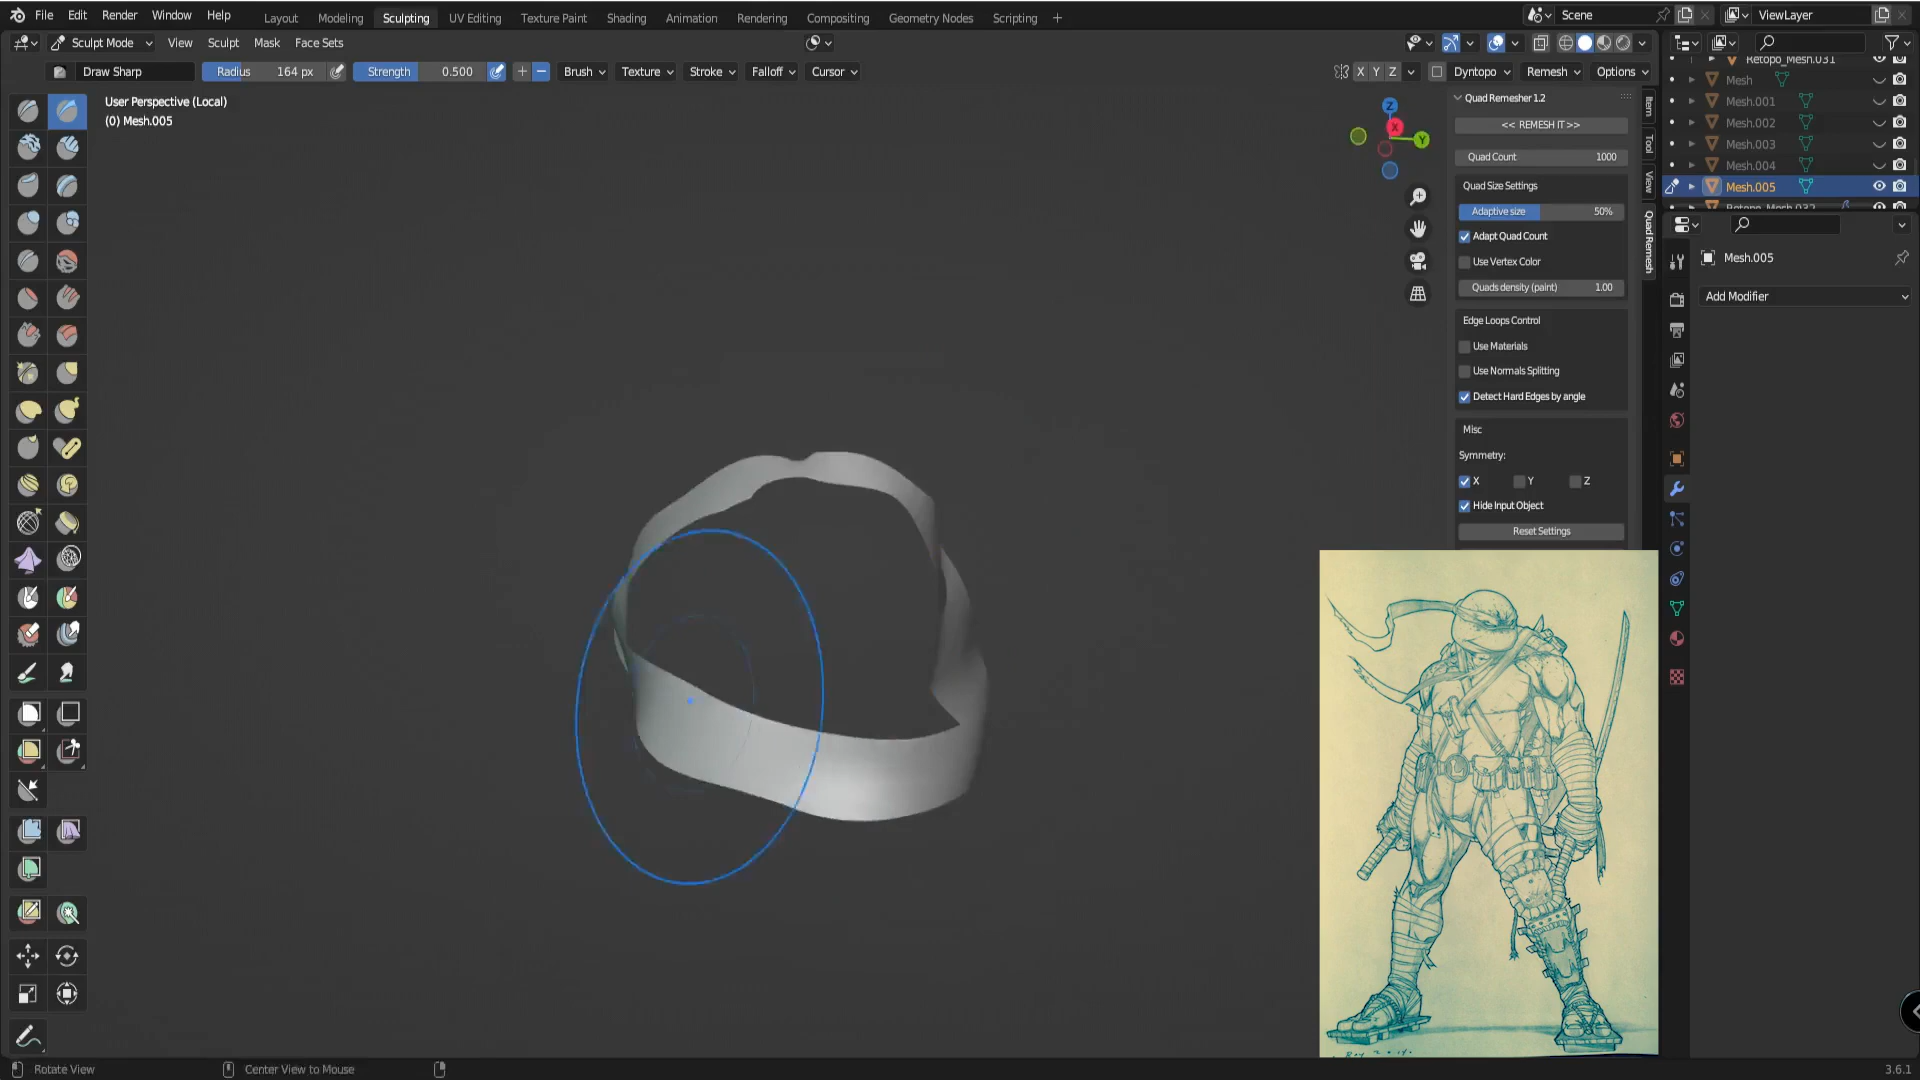 File Edit Render Window Help
Layout Modeling Sculpting UV Editing Texture Paint Shading Animation Rendering Compositing Geometry Nodes Scripting +
Scene
ViewLayer
Sculpt Mode View Sculpt Mask Face Sets
Draw Sharp
Radius 164 px
Strength 0.500
Brush Texture Stroke Falloff Cursor
X Y Z
Dyntopo Remesh Options
User Perspective (Local)
(0) Mesh.005
Z
X
Y
Quad Remesher 1.2
<< REMESH IT >>
Quad Count 1000
Quad Size Settings
Adaptive size 50%
Adapt Quad Count
Use Vertex Color
Quads density (paint) 1.00
Edge Loops Control
Use Materials
Use Normals Splitting
Detect Hard Edges by angle
Misc
Symmetry:
X Y Z
Hide Input Object
Reset Settings
Item
Tool
View
Quad Remesh
Retopo_Mesh.031
Mesh
Mesh.001
Mesh.002
Mesh.003
Mesh.004
Mesh.005
Retopo_Mesh.032
Mesh.005
Add Modifier
Rotate View
Center View to Mouse
3.6.1